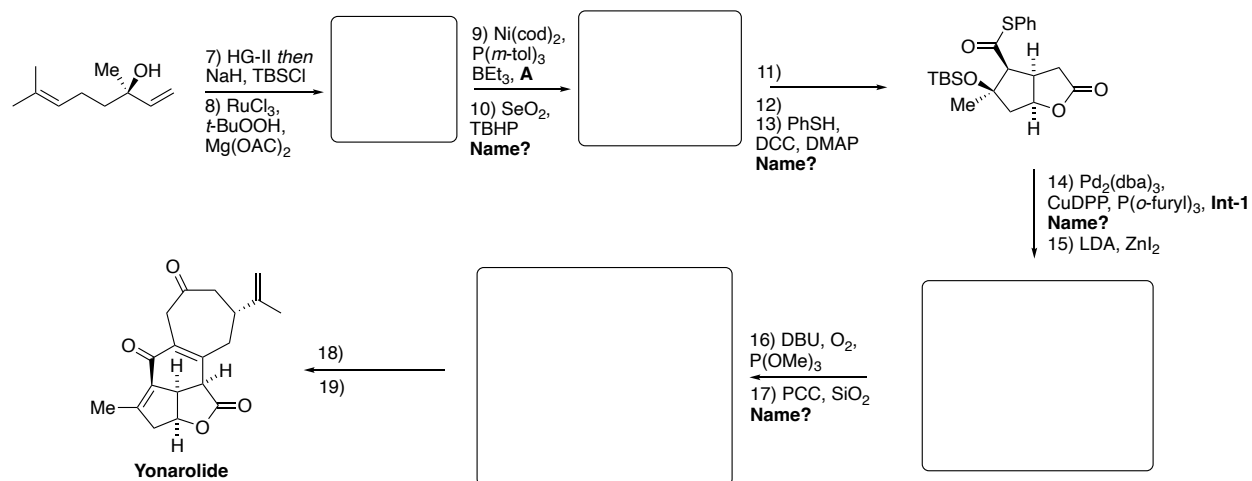 Me
OH
7) HG-II then
NaH, TBSCl
8) RuCl3,
t-BuOOH,
Mg(OAC)2
9) Ni(cod)2,
P(m-tol)3
BEt3, A
10) SeO2,
TBHP
Name?
11)
12)
13) PhSH,
DCC, DMAP
Name?
SPh
O
H
TBSO
Me
O
O
H
14) Pd2(dba)3,
CuDPP, P(o-furyl)3, Int-1
Name?
15) LDA, ZnI2
16) DBU, O2,
P(OMe)3
17) PCC, SiO2
Name?
18)
19)
O
O
H
H
Me
O
O
H
Yonarolide